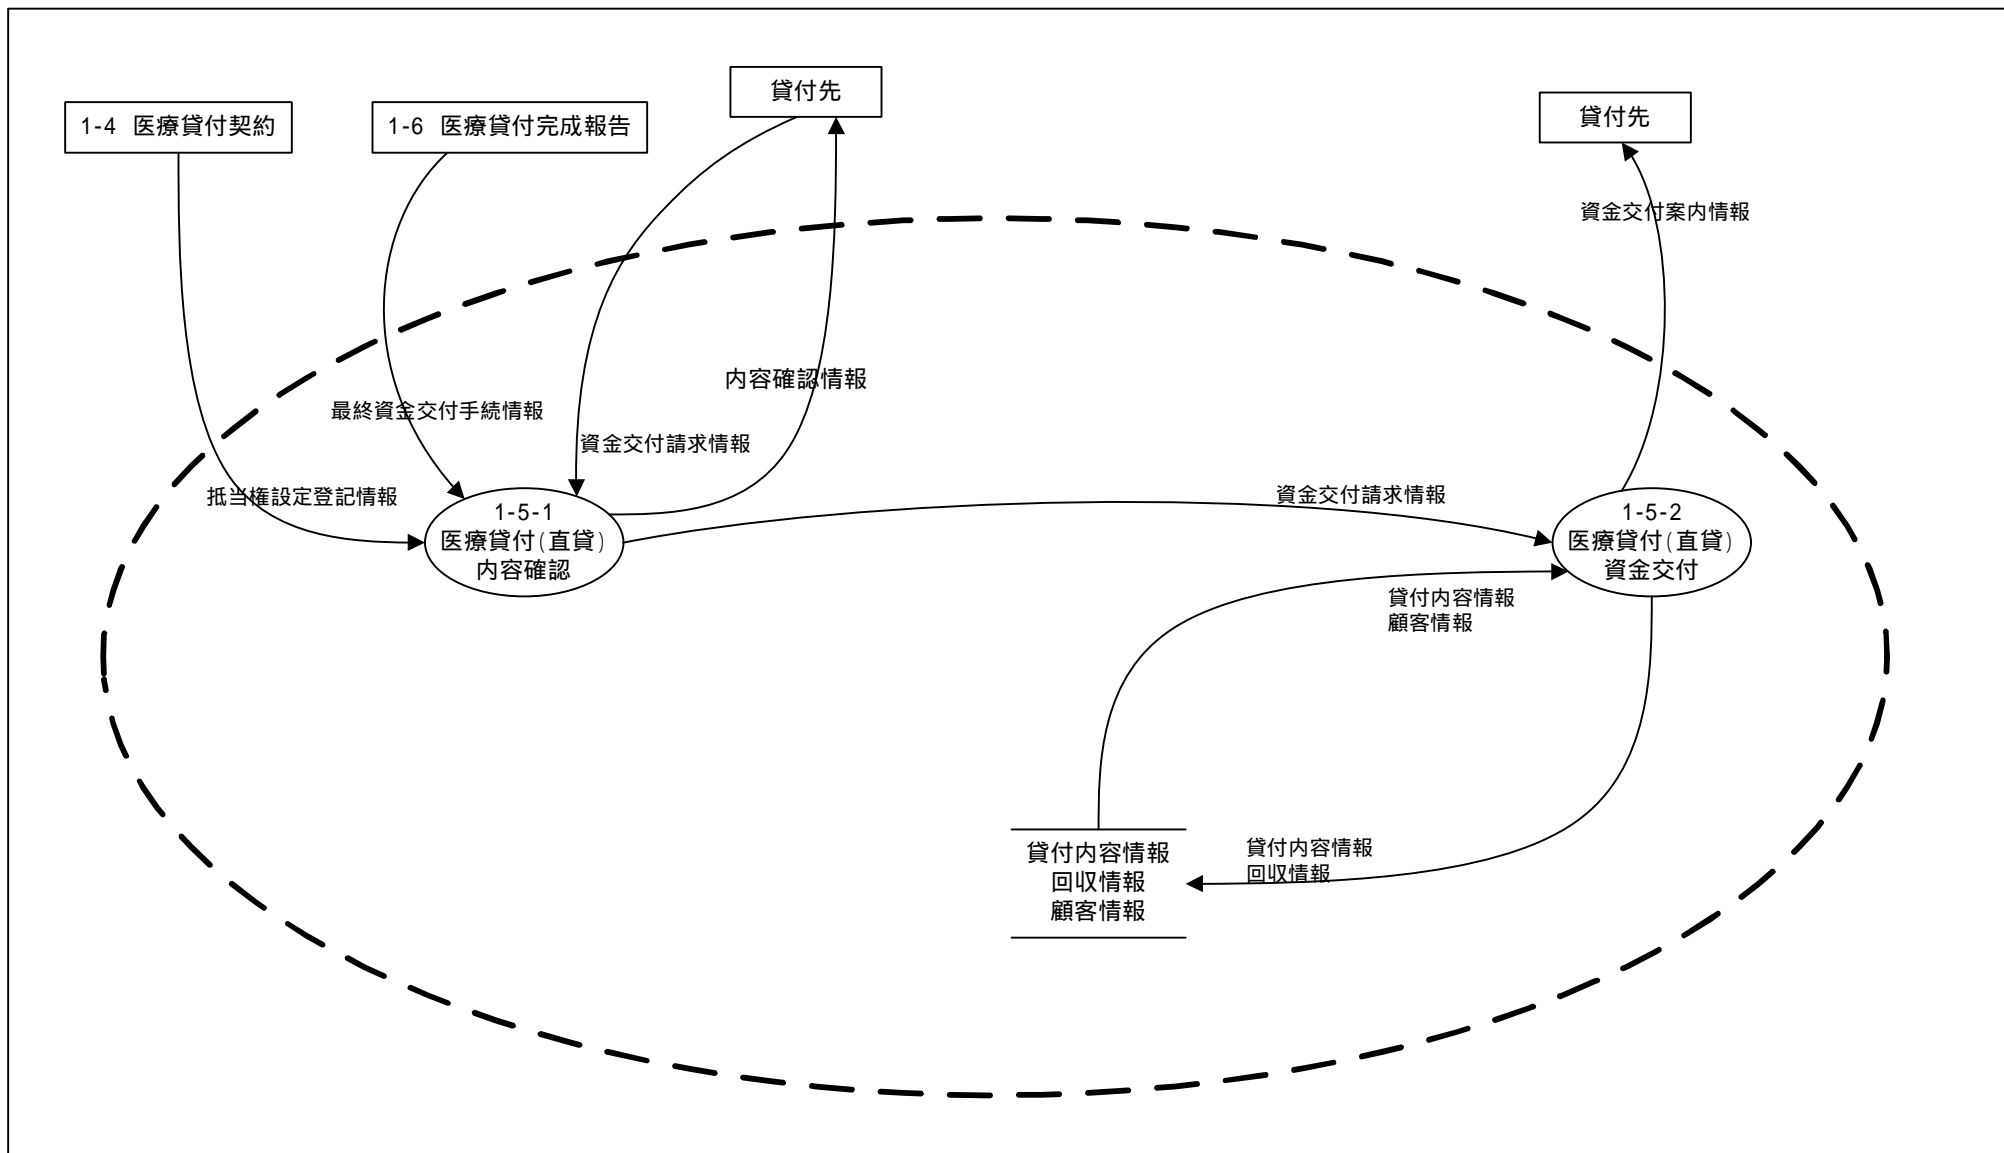 貸付先
貸付先
1-4 医療貸付契約
1-6 医療貸付完成報告
資金交付案内情報
内容確認情報
最終資金交付手続情報
資金交付請求情報
抵当権設定登記情報
資金交付請求情報
1-5-1
医療貸付(直貸)
内容確認
1-5-2
医療貸付(直貸)
資金交付
貸付内容情報
顧客情報
貸付内容情報
回収情報
顧客情報
貸付内容情報
回収情報